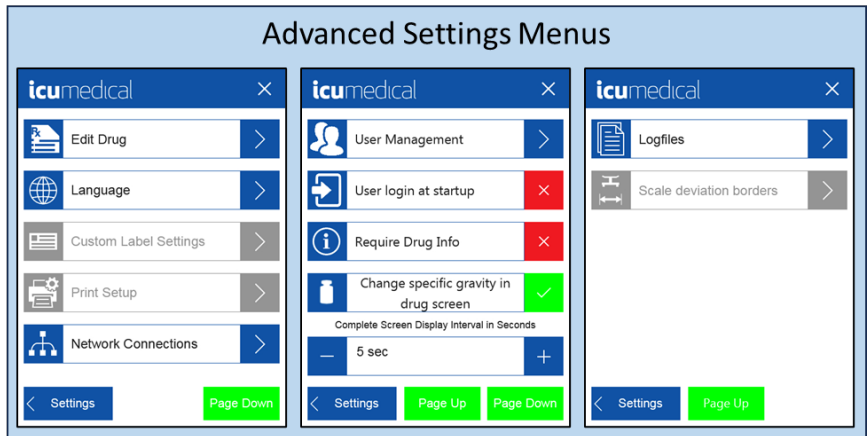 Advanced Settings Menus
icumedical
Edit Drug
Language
Custom Label Settings
Print Setup
Network Connections
Settings
Page Down
icumedical
User Management
User login at startup
Require Drug Info
Change specific gravity in
drug screen
Complete Screen Display Interval in Seconds
5 sec
Settings
Page Up
Page Down
icumedical
Logfiles
Scale deviation borders
Settings
Page Up